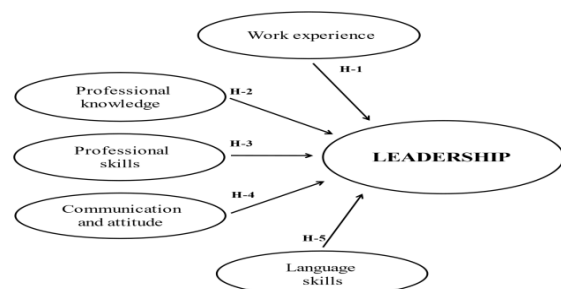 Work experience
H-1
Professional
knowledge
H-2
Professional
skills
H-3
LEADERSHIP
Communication
and attitude
H-4
H-5
Language
skills